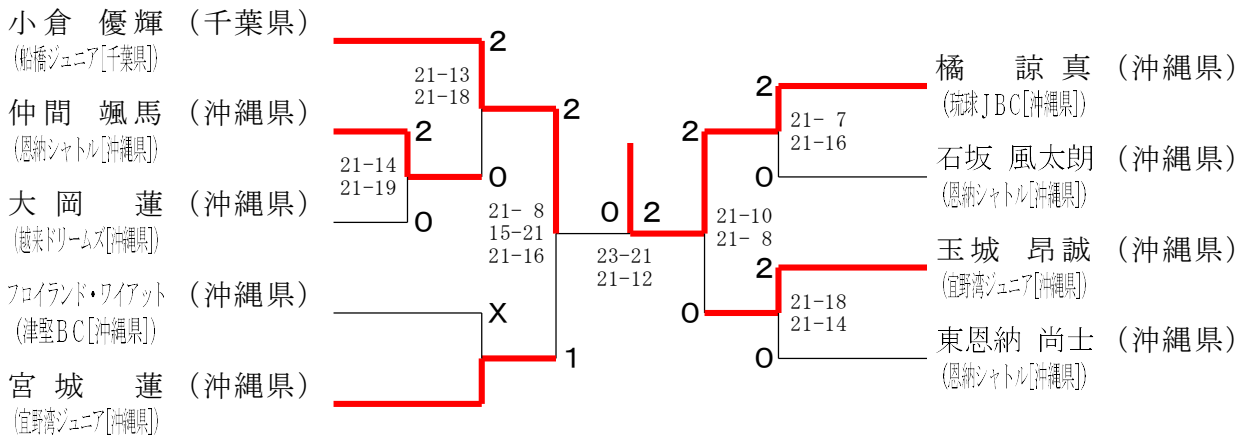 小倉 優輝 (千葉県)
(船橋ジュニア[千葉県])
仲間 颯馬 (沖縄県)
(恩納シャトル[沖縄県])
大岡 蓮 (沖縄県)
(越来ドリームズ[沖縄県])
フロイランド・ワイアット (沖縄県)
(津堅BC[沖縄県])
宮城 蓮 (沖縄県)
(宜野湾ジュニア[沖縄県])
2
21-13
21-18
2
21-14
21-19
0
0
2
21- 8
15-21
21-16
X
1
0 2
23-21
21-12
2
21-10
21- 8
0
2
21- 7
21-16
0
2
21-18
21-14
0
橘 諒真 (沖縄県)
(琉球JBC[沖縄県])
石坂 風太朗 (沖縄県)
(恩納シャトル[沖縄県])
玉城 昂誠 (沖縄県)
(宜野湾ジュニア[沖縄県])
東恩納 尚士 (沖縄県)
(恩納シャトル[沖縄県])